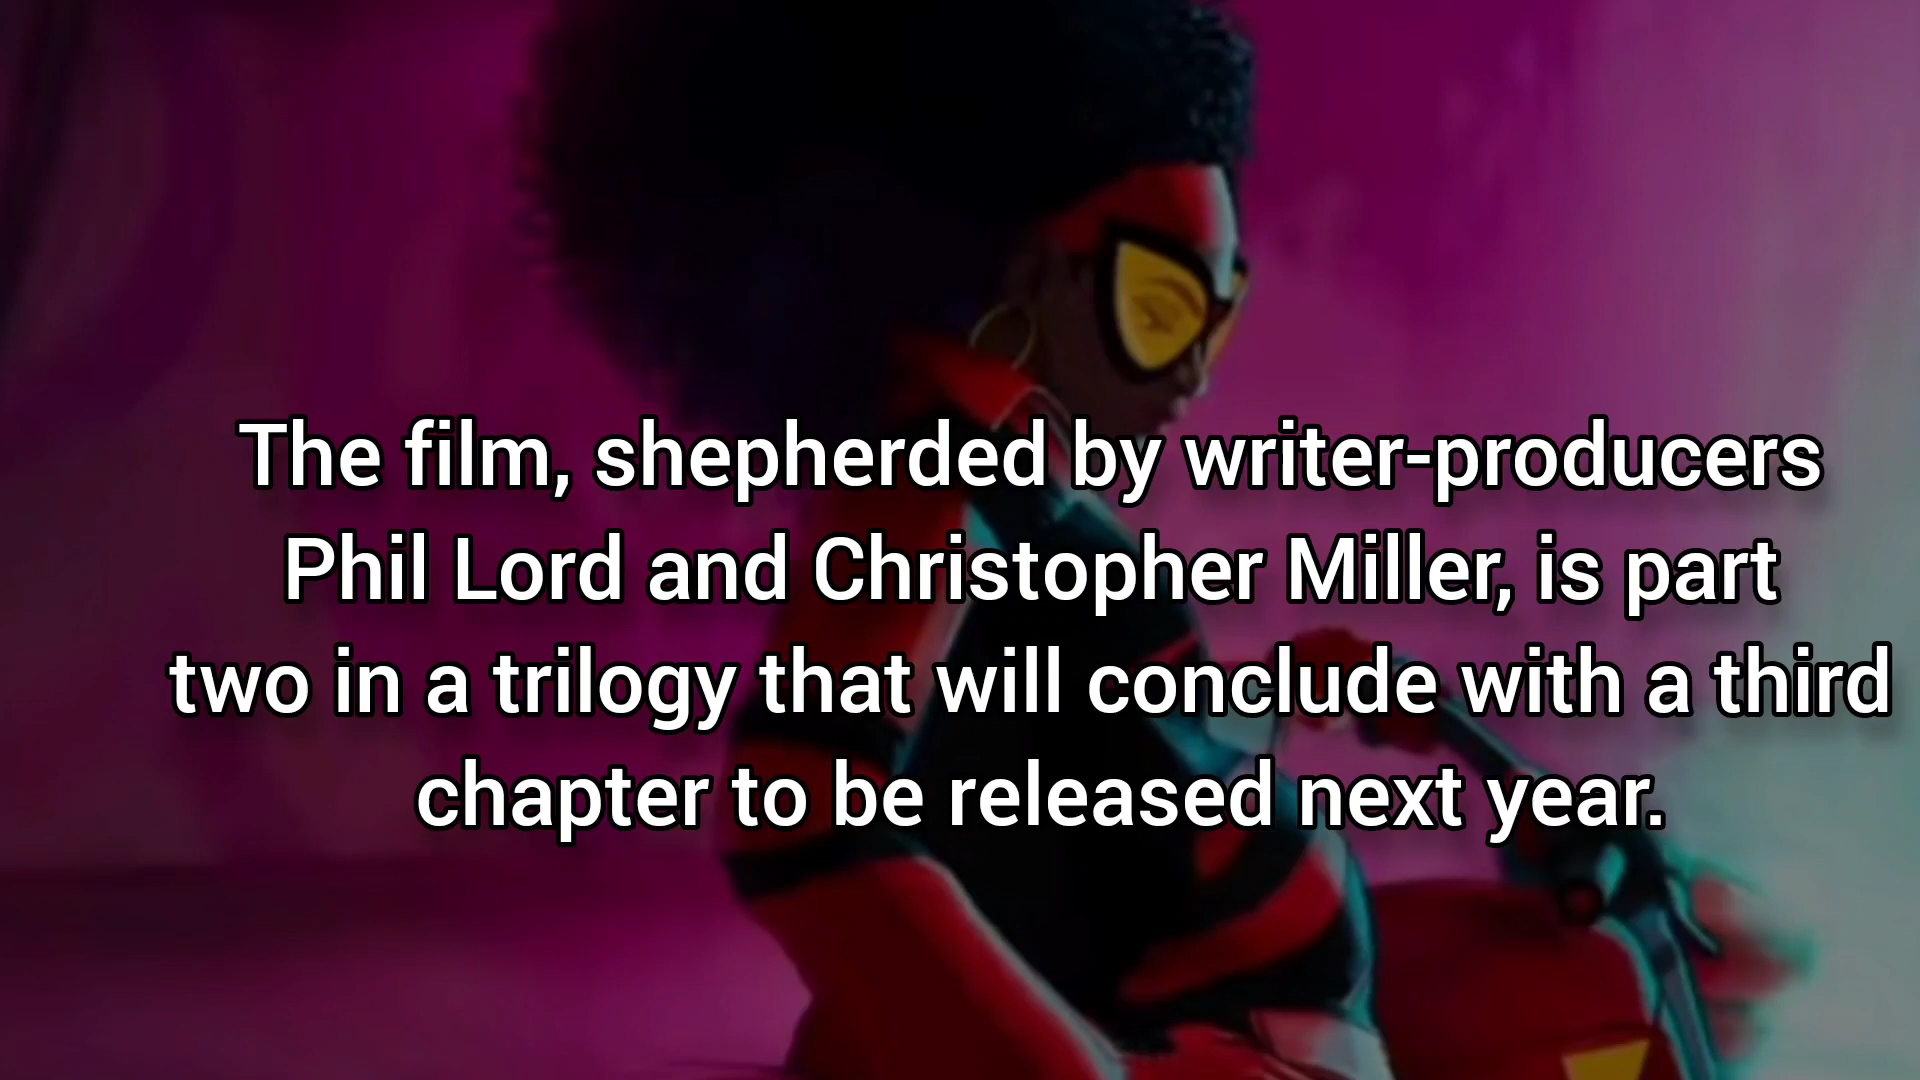 The film, shepherded by writer-producers
Phil Lord and Christopher Miller, is part
two in a trilogy that will conclude with a third
chapter to be released next year.